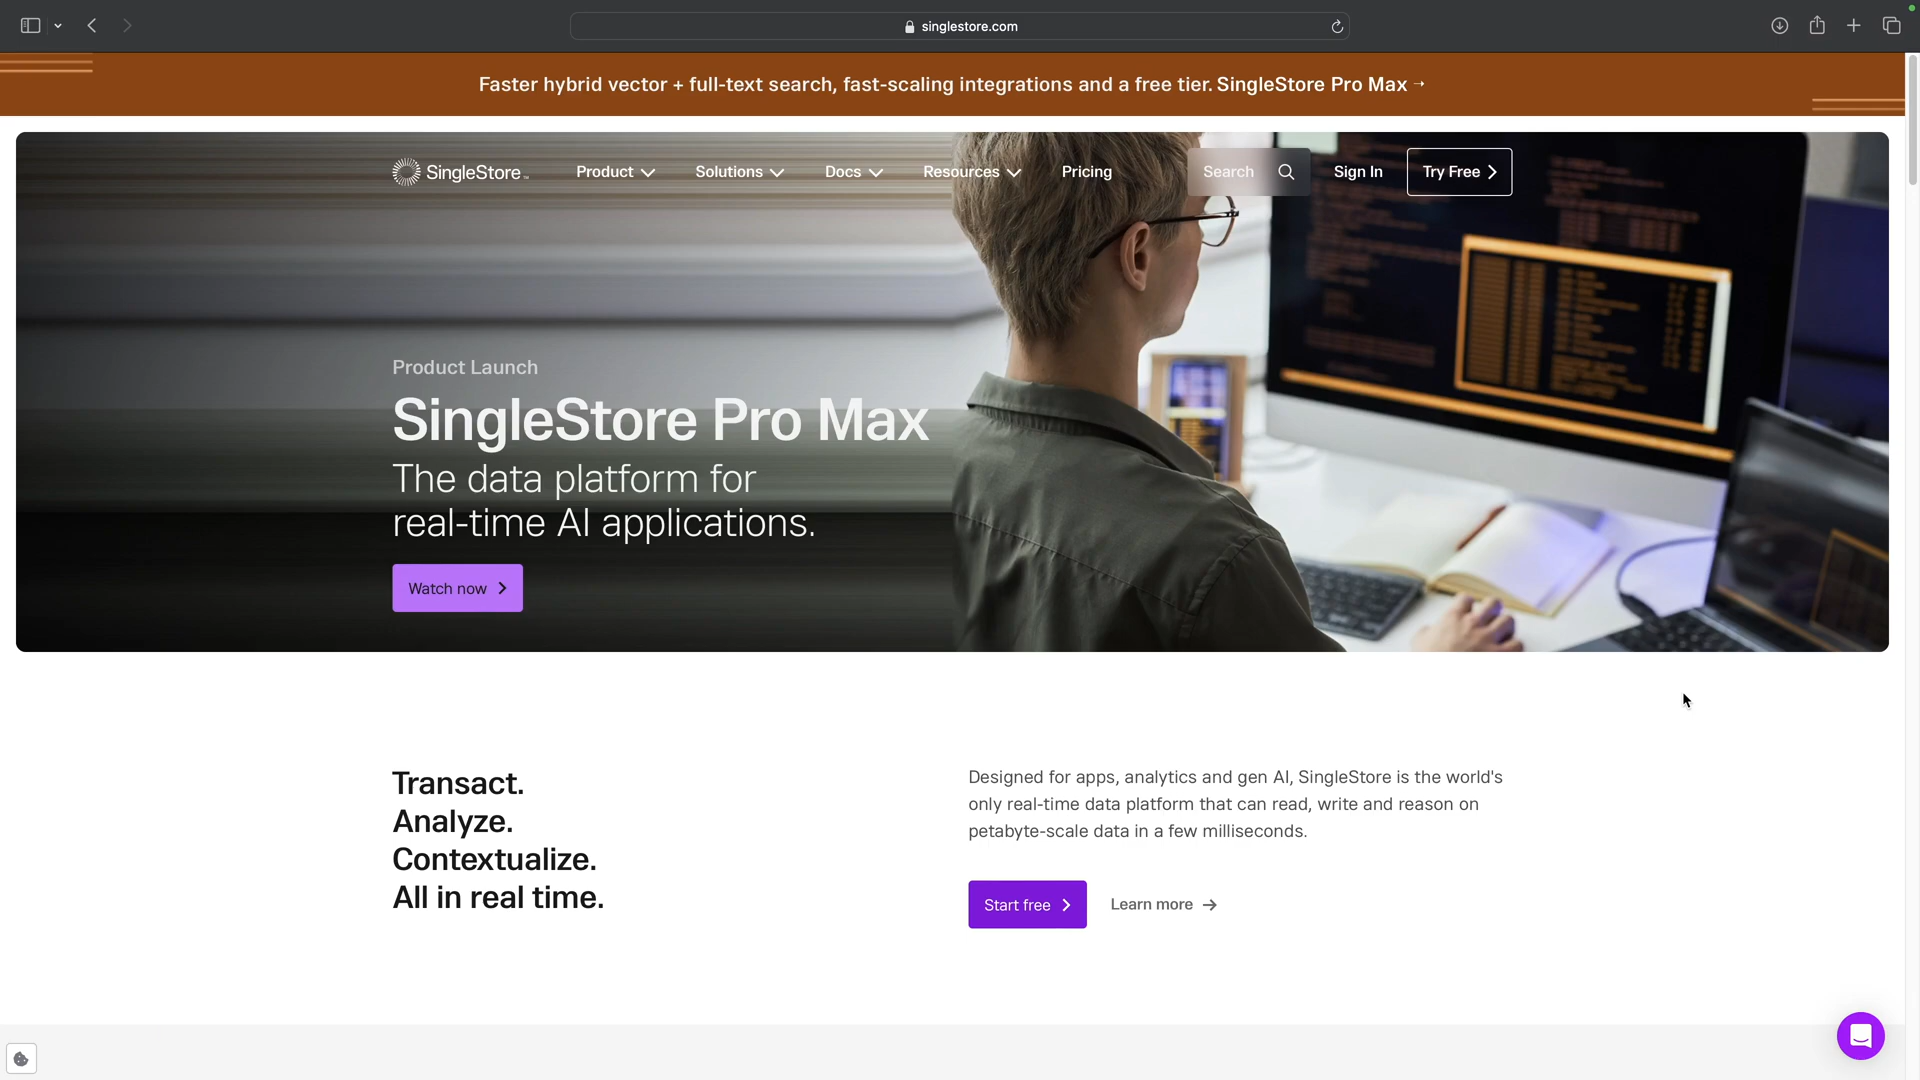 singlestore.com
Faster hybrid vector + full-text search, fast-scaling integrations and a free tier. SingleStore Pro Max →
SingleStore™ Product Solutions Docs Resources Pricing Search Sign In Try Free
Product Launch
SingleStore Pro Max
The data platform for
real-time AI applications.
Watch now
Transact.
Analyze.
Contextualize.
All in real time.
Designed for apps, analytics and gen AI, SingleStore is the world's
only real-time data platform that can read, write and reason on
petabyte-scale data in a few milliseconds.
Start free
Learn more →